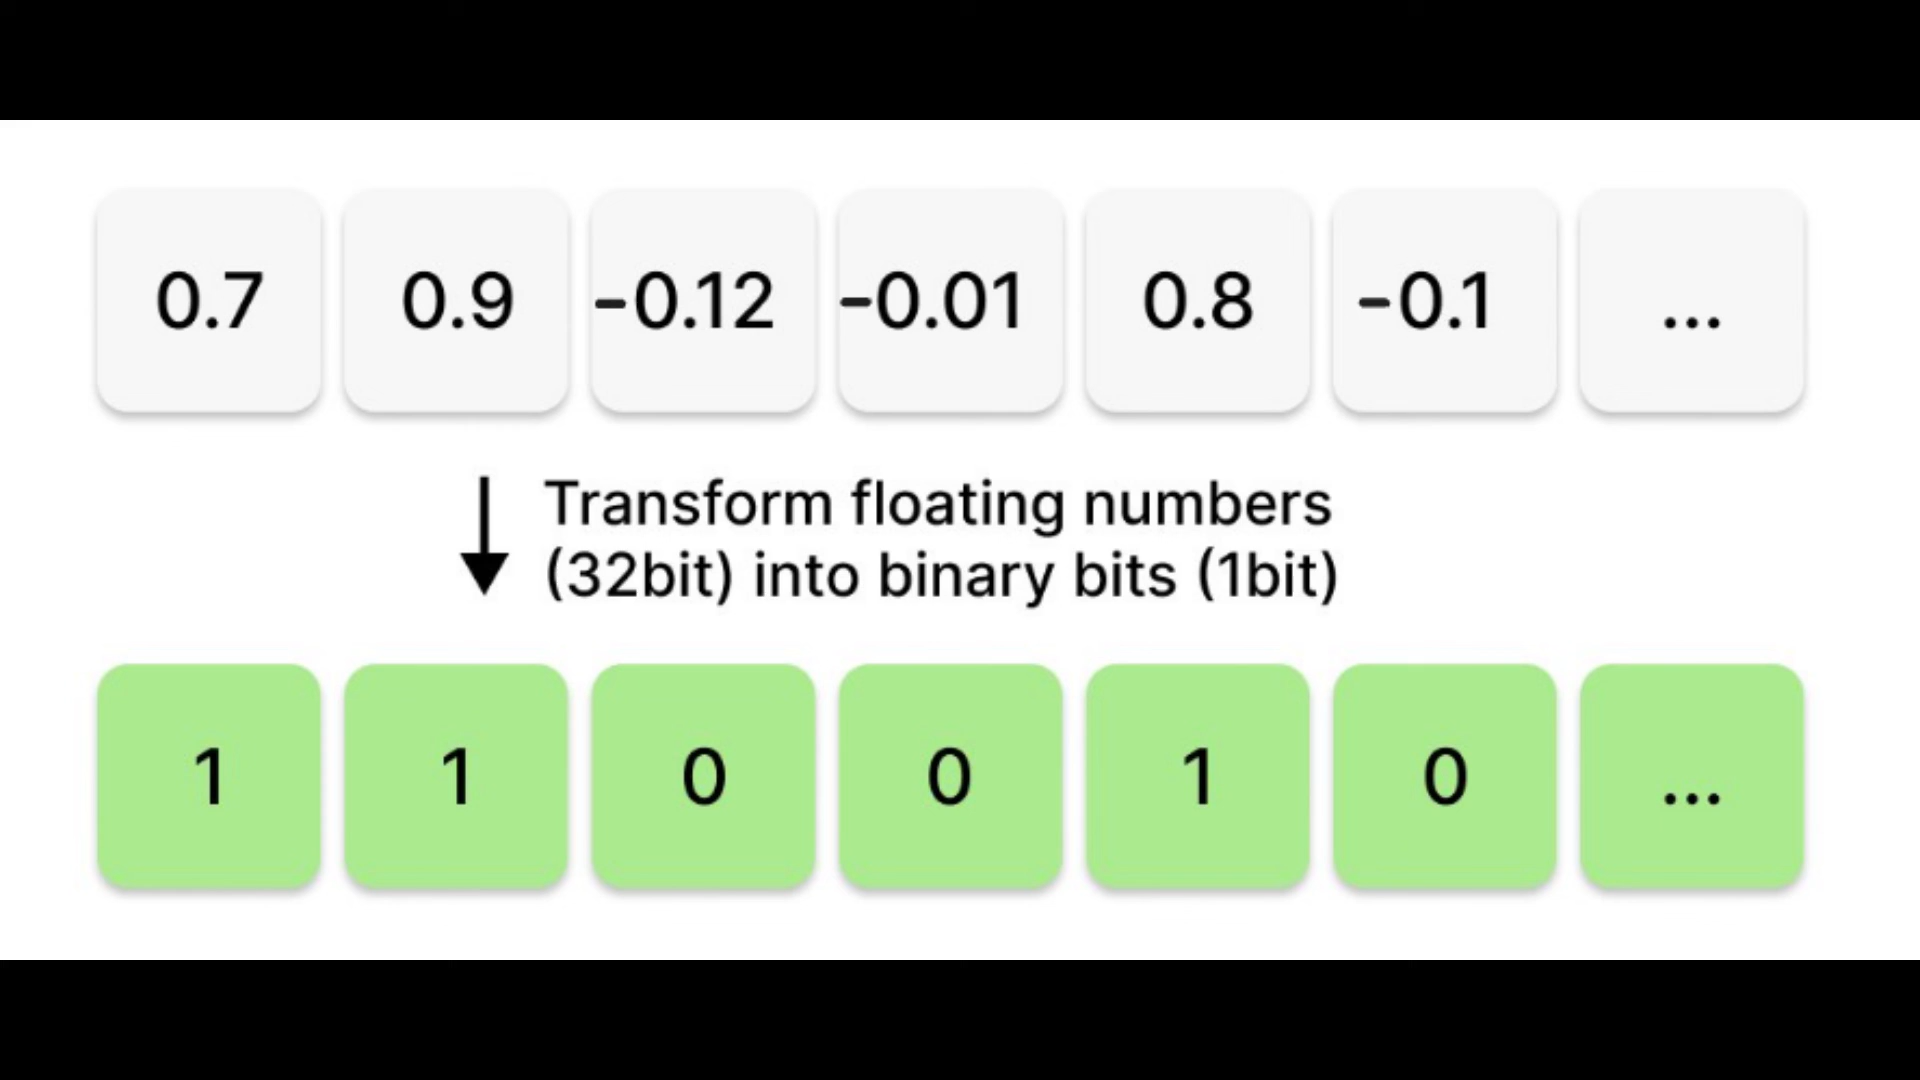 0.7 0.9 -0.12 -0.01 0.8 -0.1 ...
Transform floating numbers
(32bit) into binary bits (1bit)
1 1 0 0 1 0 ...